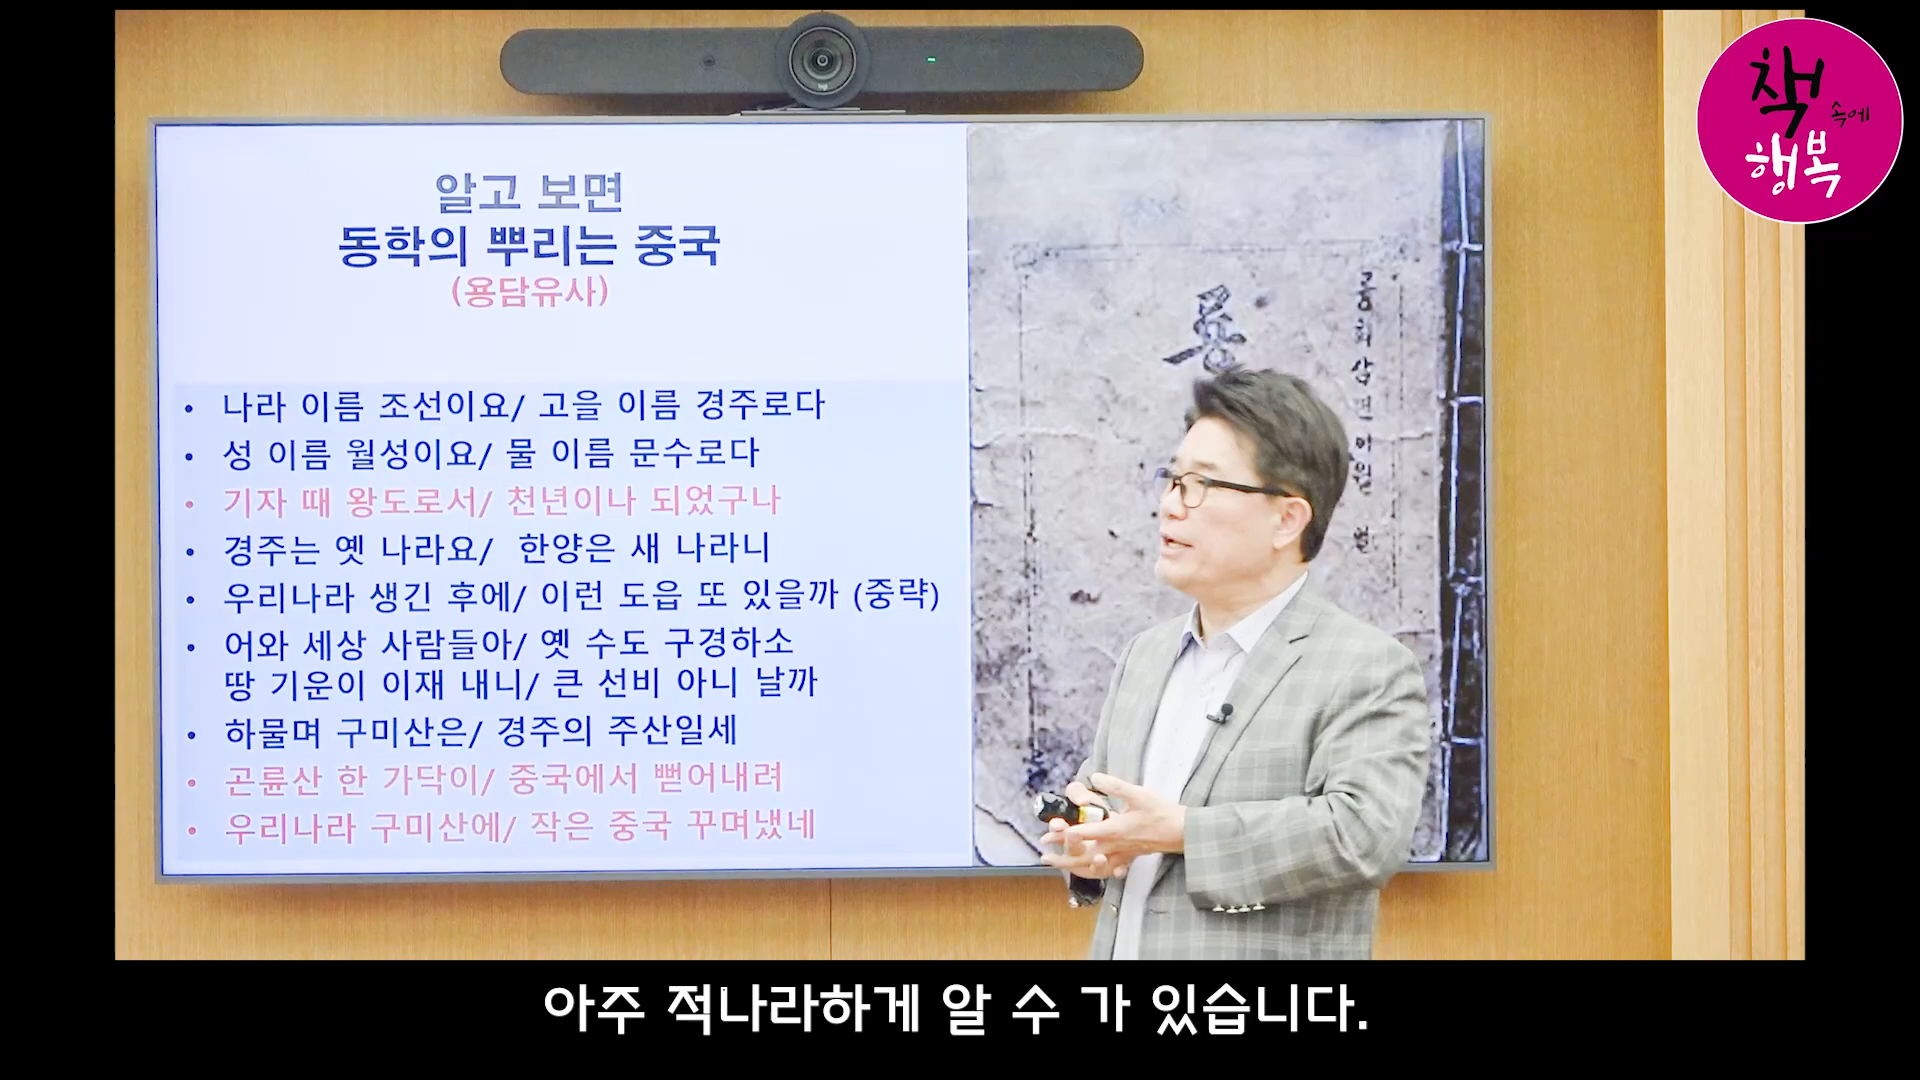 책
속에
행복
알고 보면
동학의 뿌리는 중국
(용담유사)
• 나라 이름 조선이요/ 고을 이름 경주로다
• 성 이름 월성이요/ 물 이름 문수로다
• 기자 때 왕도로서/ 천년이나 되었구나
• 경주는 옛 나라요/ 한양은 새 나라니
• 우리나라 생긴 후에/ 이런 도읍 또 있을까 (중략)
• 어와 세상 사람들아/ 옛 수도 구경하소
땅 기운이 이재 내니/ 큰 선비 아니 날까
• 하물며 구미산은/ 경주의 주산일세
• 곤륜산 한 가닥이/ 중국에서 뻗어내려
• 우리나라 구미산에/ 작은 중국 꾸며냈네
아주 적나라하게 알 수 가 있습니다.